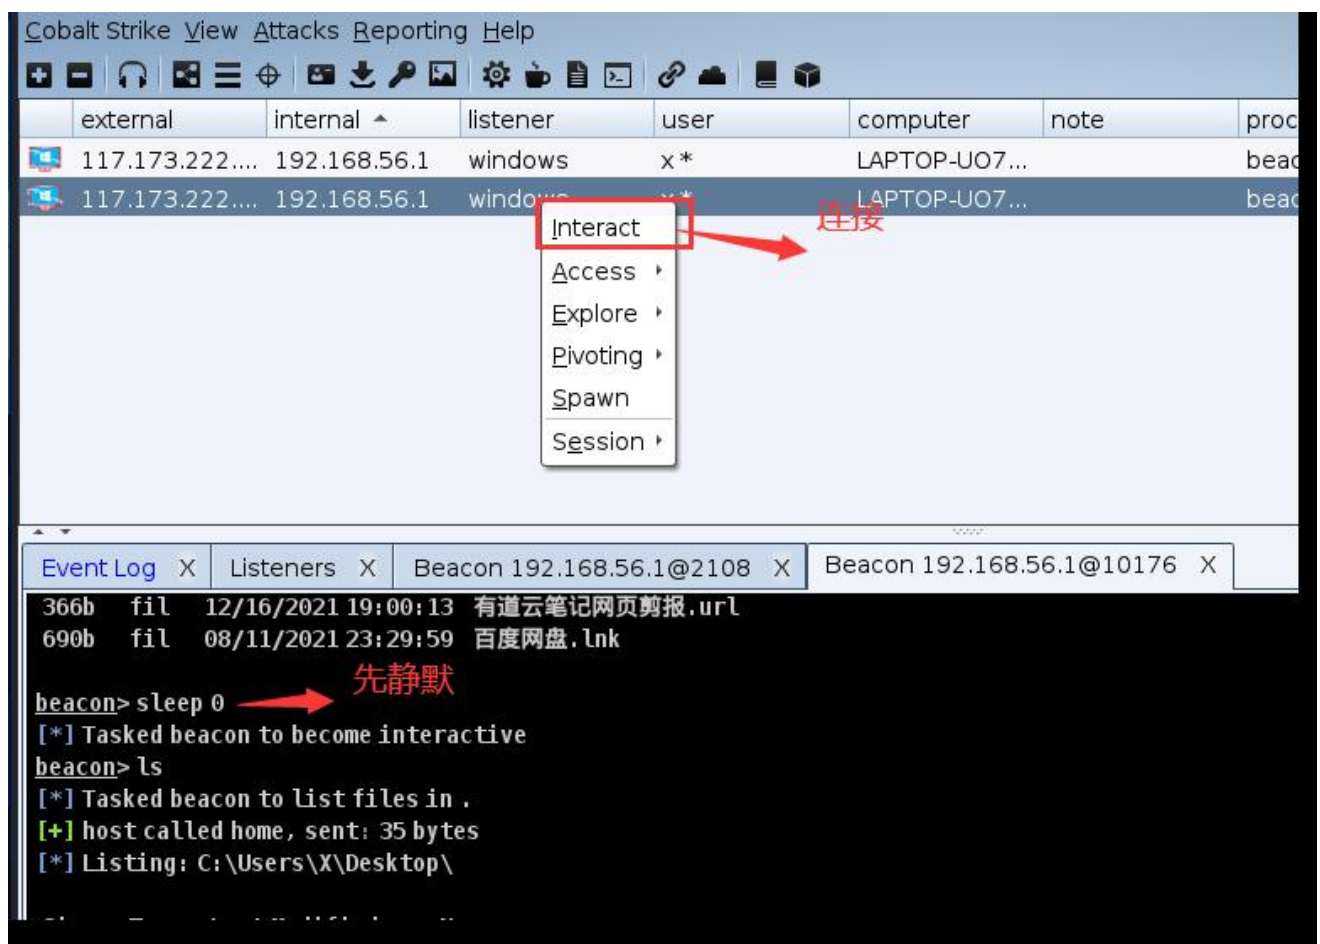 Cobalt Strike View Attacks Reporting Help
external internal listener user computer note proc
117.173.222.... 192.168.56.1 windows x * LAPTOP-UO7... beac
117.173.222.... 192.168.56.1 windows x * LAPTOP-UO7... beac
Interact
连接
Access
Explore
Pivoting
Spawn
Session
Event Log X Listeners X Beacon 192.168.56.1@2108 X Beacon 192.168.56.1@10176 X
366b fil 12/16/2021 19:00:13 有道云笔记网页剪报.url
690b fil 08/11/2021 23:29:59 百度网盘.lnk
先静默
beacon> sleep 0
[*] Tasked beacon to become interactive
beacon> ls
[*] Tasked beacon to list files in .
[+] host called home, sent: 35 bytes
[*] Listing: C:\Users\X\Desktop\